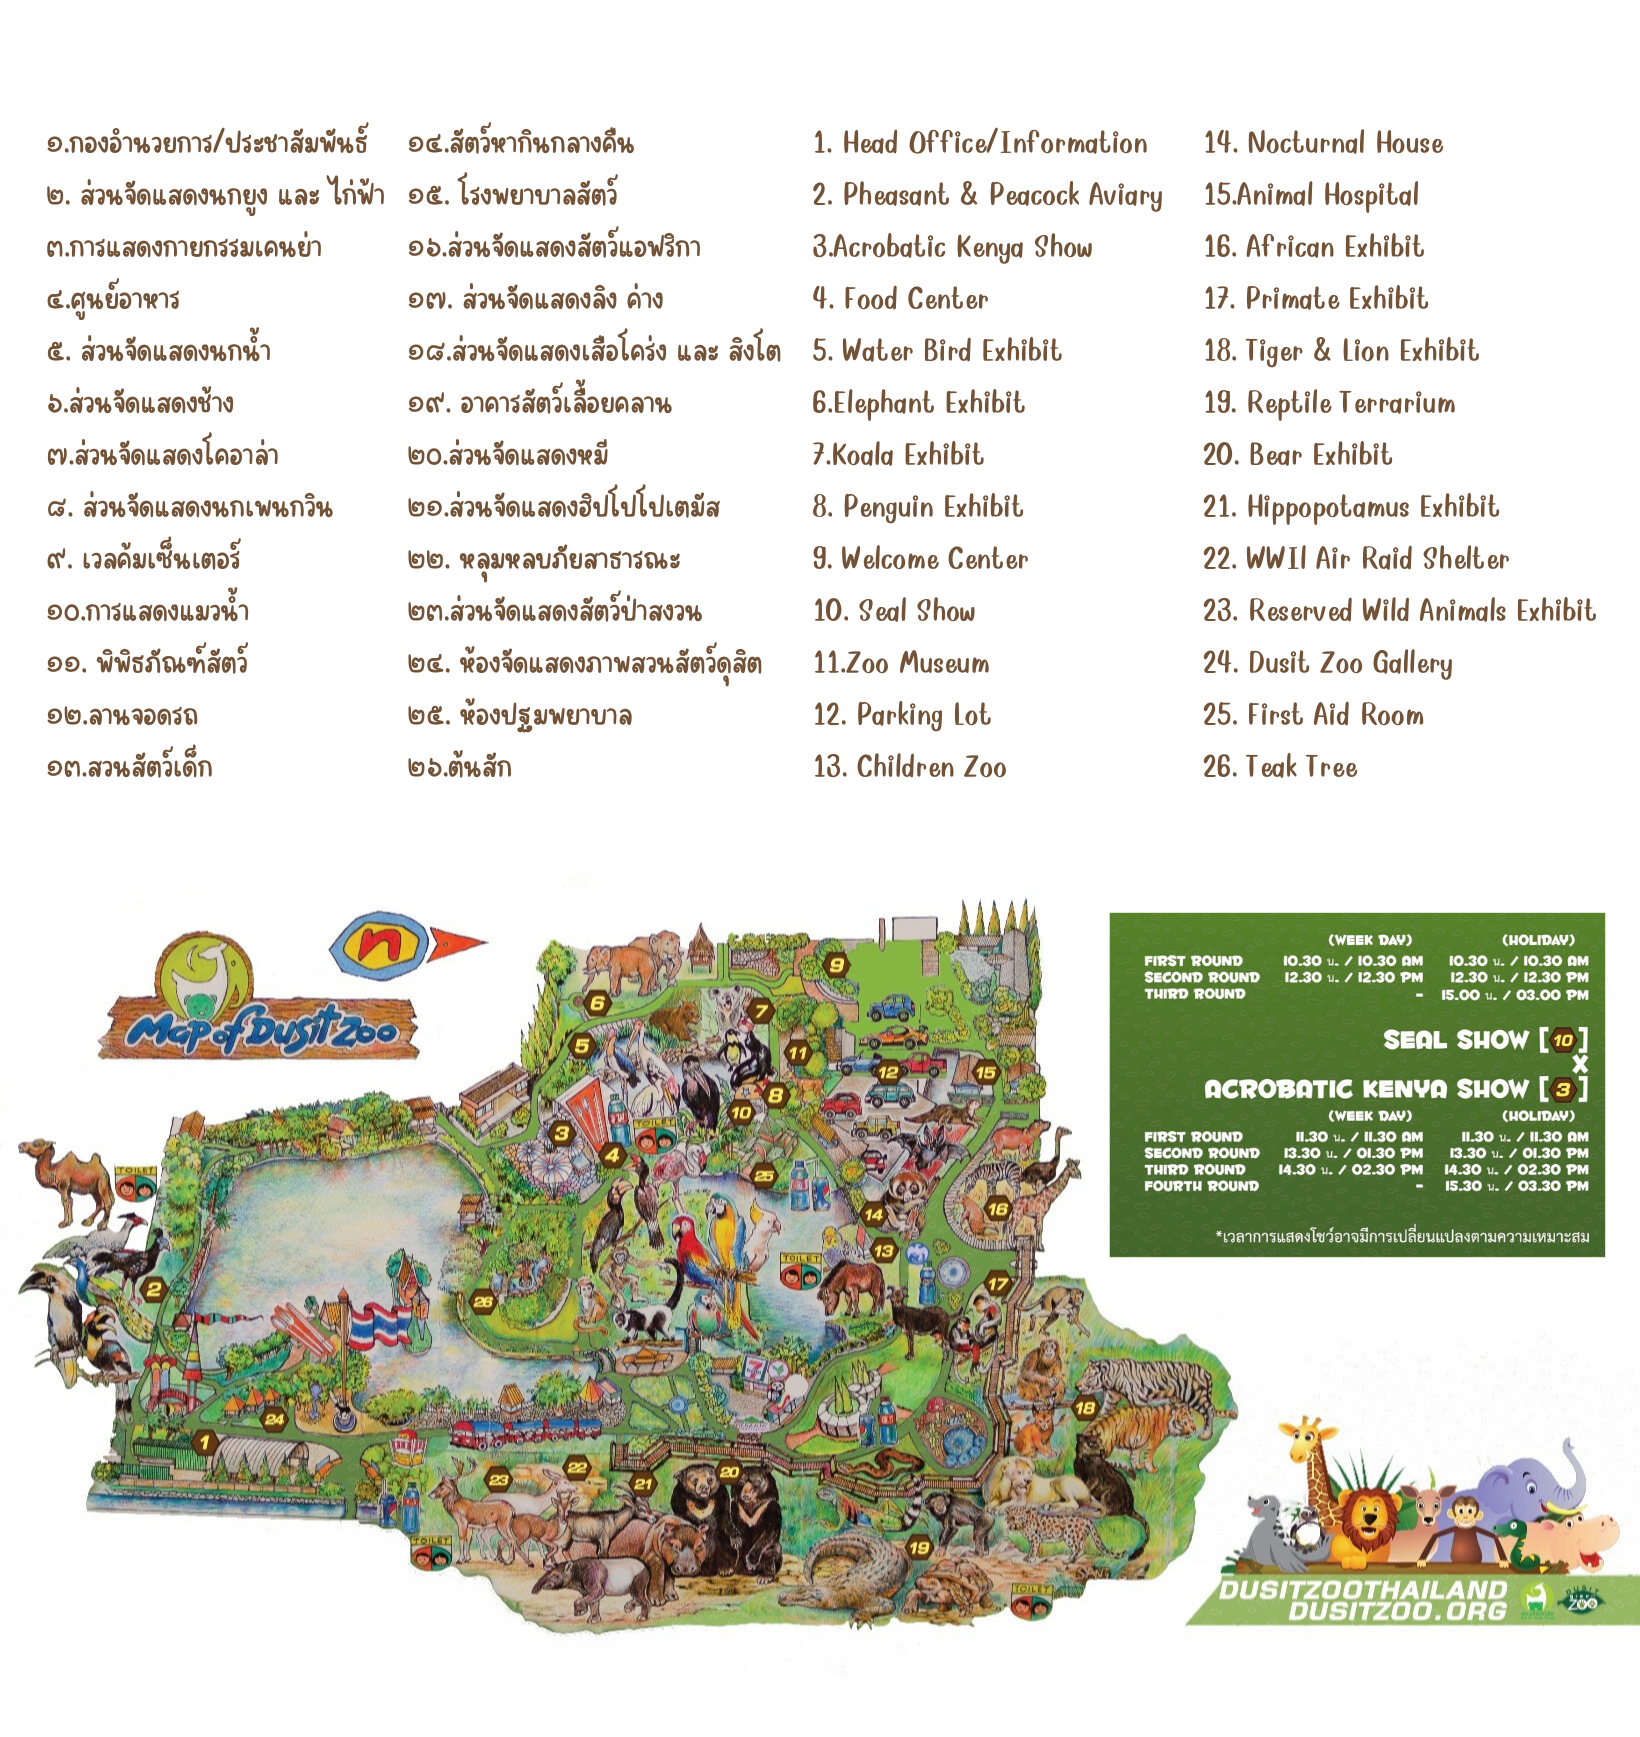 ๑.กองอำนวยการ/ประชาสัมพันธ์
๒. ส่วนจัดแสดงนกยูง และ ไก่ฟ้า
๓.การแสดงกายกรรมเคนย่า
๔.ศูนย์อาหาร
๕. ส่วนจัดแสดงนกน้ำ
๖.ส่วนจัดแสดงช้าง
๗.ส่วนจัดแสดงโคอาล่า
๘. ส่วนจัดแสดงนกเพนกวิน
๙. เวลค้มเซ็นเตอร์
๑๐.การแสดงแมวน้ำ
๑๑. พิพิธภัณฑ์สัตว์
๑๒.ลานจอดรถ
๑๓.สวนสัตว์เด็ก
๑๔.สัตว์หากินกลางคืน
๑๕. โรงพยาบาลสัตว์
๑๖.ส่วนจัดแสดงสัตว์แอฟริกา
๑๗. ส่วนจัดแสดงลิง ค่าง
๑๘.ส่วนจัดแสดงเสือโคร่ง และ สิงโต
๑๙. อาคารสัตว์เลื้อยคลาน
๒๐.ส่วนจัดแสดงหมี
๒๑.ส่วนจัดแสดงฮิปโปโปเตมัส
๒๒. หลุมหลบภัยสาธารณะ
๒๓.ส่วนจัดแสดงสัตว์ป่าสงวน
๒๔. ห้องจัดแสดงภาพสวนสัตว์ดุสิต
๒๕. ห้องปฐมพยาบาล
๒๖.ต้นสัก
1. Head Office/Information
2. Pheasant & Peacock Aviary
3.Acrobatic Kenya Show
4. Food Center
5. Water Bird Exhibit
6.Elephant Exhibit
7.Koala Exhibit
8. Penguin Exhibit
9. Welcome Center
10. Seal Show
11.Zoo Museum
12. Parking Lot
13. Children Zoo
14. Nocturnal House
15.Animal Hospital
16. African Exhibit
17. Primate Exhibit
18. Tiger & Lion Exhibit
19. Reptile Terrarium
20. Bear Exhibit
21. Hippopotamus Exhibit
22. WWIl Air Raid Shelter
23. Reserved Wild Animals Exhibit
24. Dusit Zoo Gallery
25. First Aid Room
26. Teak Tree
Map of Dusit Zoo
n
9
6
7
5
11
12
15
8
10
3
4
TOILET
25
TOILET
16
14
13
TOILET
2
17
26
7
18
24
1
20
22
23
21
19
TOILET
TOILET
(WEEK DAY) (HOLIDAY)
FIRST ROUND 10.30 น. / 10.30 AM 10.30 น. / 10.30 AM
SECOND ROUND 12.30 น. / 12.30 PM 12.30 น. / 12.30 PM
THIRD ROUND - 15.00 น. / 03.00 PM
SEAL SHOW [10]
X
ACROBATIC KENYA SHOW [3]
(WEEK DAY) (HOLIDAY)
FIRST ROUND 11.30 น. / 11.30 AM 11.30 น. / 11.30 AM
SECOND ROUND 13.30 น. / 01.30 PM 13.30 น. / 01.30 PM
THIRD ROUND 14.30 น. / 02.30 PM 14.30 น. / 02.30 PM
FOURTH ROUND - 15.30 น. / 03.30 PM
*เวลาการแสดงโชว์อาจมีการเปลี่ยนแปลงตามความเหมาะสม
DUSITZOOTHAILAND
DUSITZOO.ORG
DUSIT
ZOO